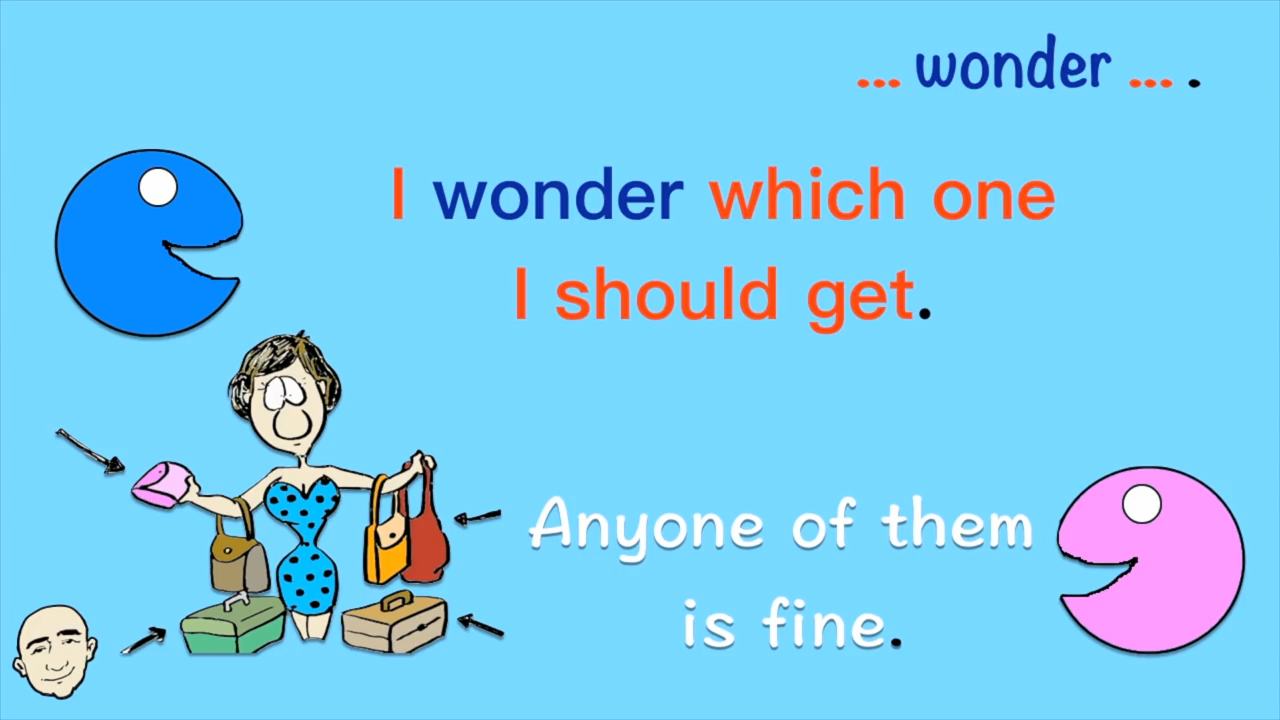 ... wonder ... .
I wonder which one
I should get.
Anyone of them
is fine.